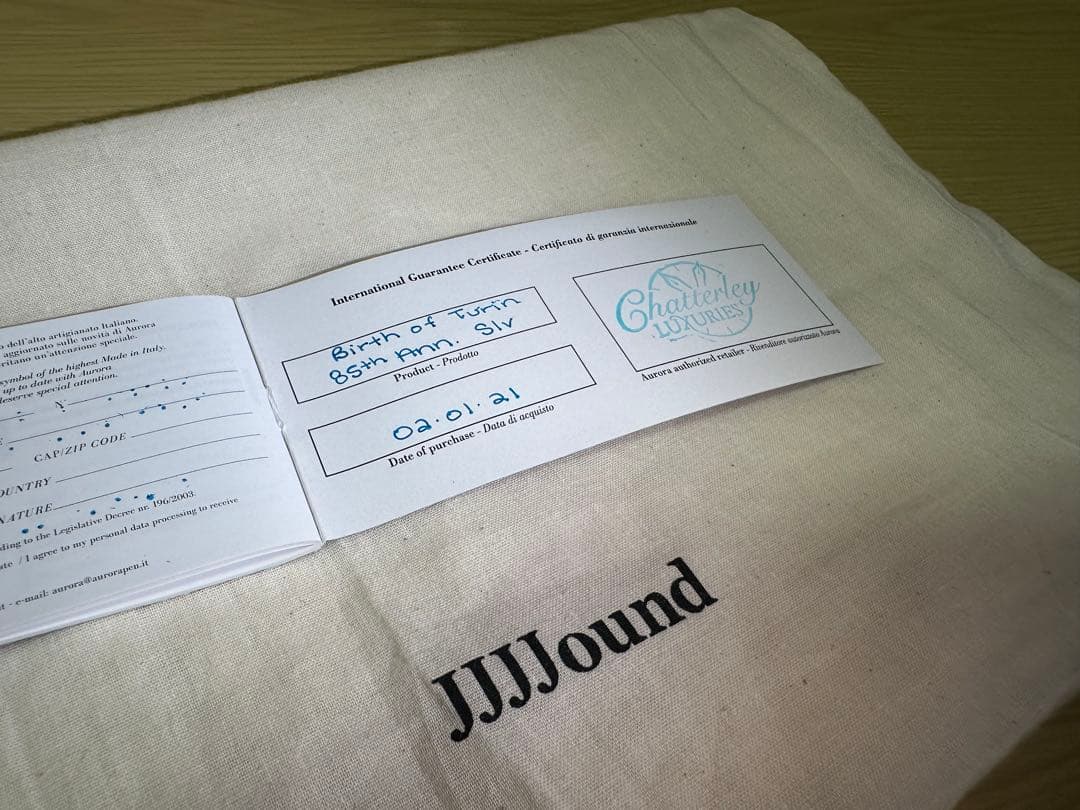 dell'alto artigianato Italiano.
aggiornato sulle novità di Aurora
ritano un'attenzione speciale.
symbol of the highest Made in Italy.
up to date with Aurora
deserve special attention.
CAP/ZIP CODE
OUNTRY
NATURE
ding to the Legislative Decree nr. 196/2003.
ate / I agree to my personal data processing to receive
e-mail: aurora@aurorapen.it
International Guarantee Certificate - Certificato di garanzia internazionale
Birth of Turin
85th Ann. Slv
Product - Prodotto
02.01.21
Date of purchase - Data di acquisto
Chatterley
LUXURIES
Aurora authorized retailer - Rivenditore autorizzato Aurora
JJJJound